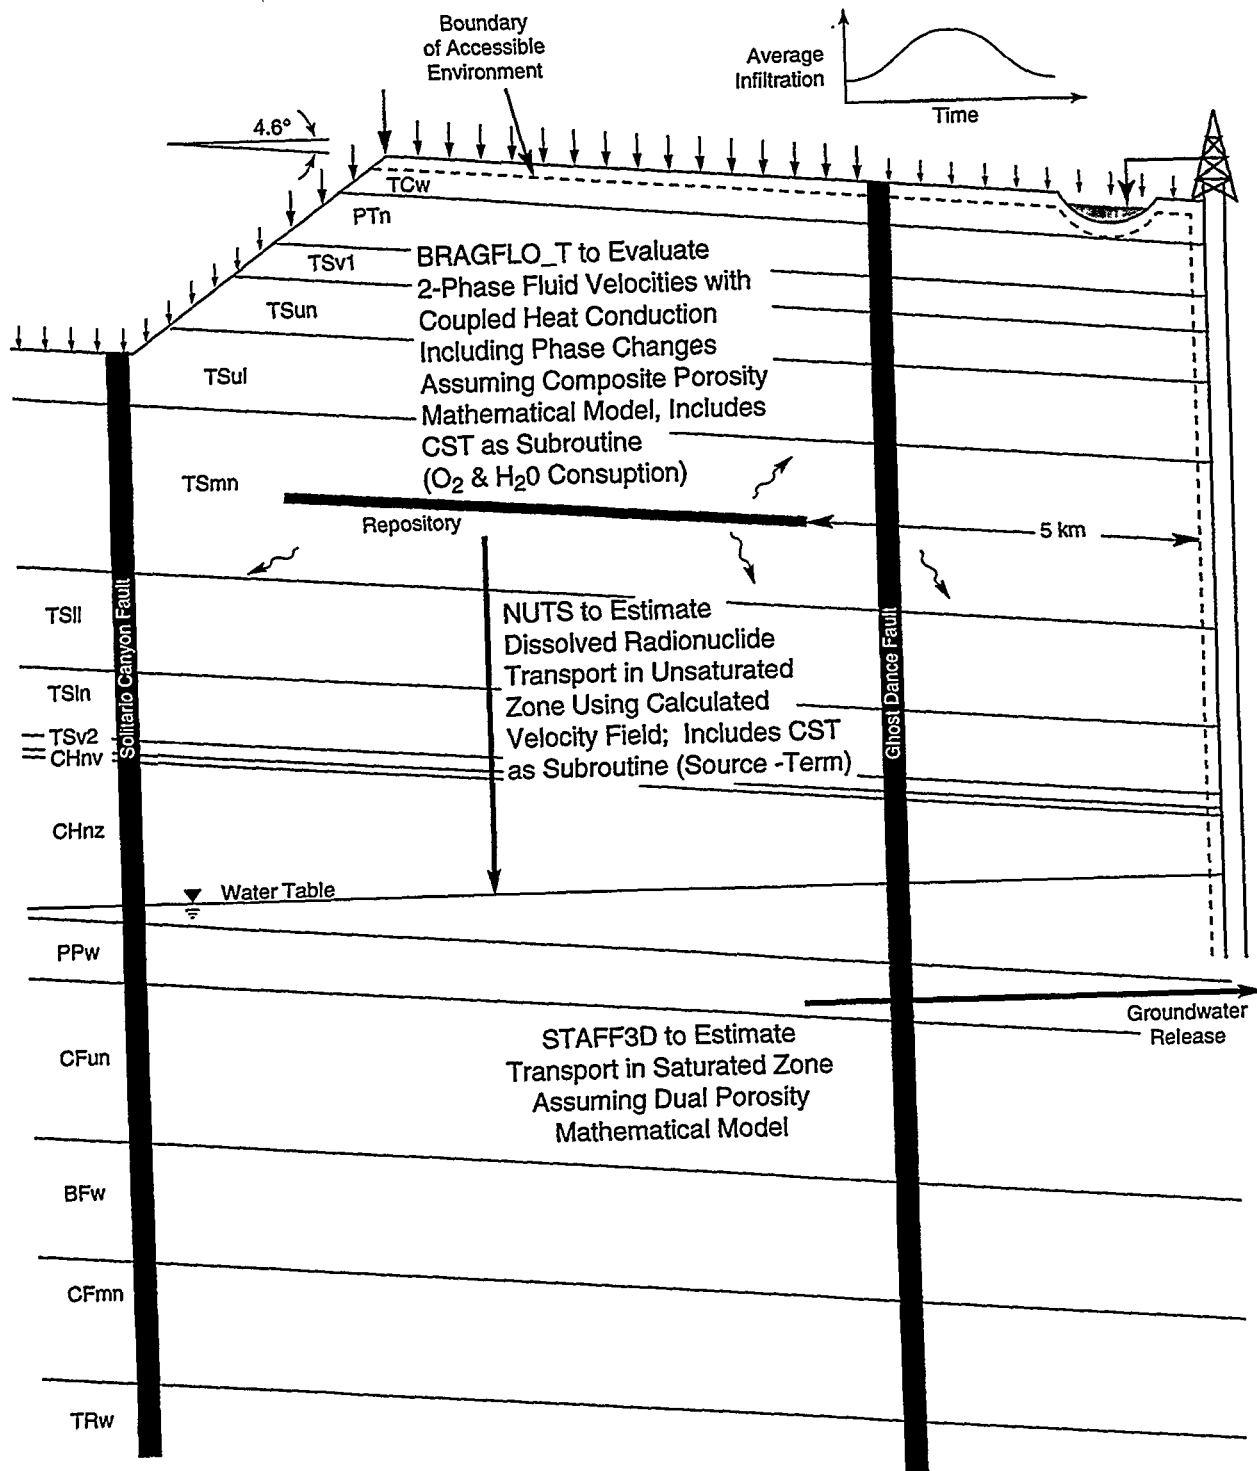 Boundary
of Accessible
Environment
Average
Infiltration
Time
4.6°
TCw
PTn
TSv1
TSun
TSul
TSmn
BRAGFLO_T to Evaluate
2-Phase Fluid Velocities with
Coupled Heat Conduction
Including Phase Changes
Assuming Composite Porosity
Mathematical Model, Includes
CST as Subroutine
(O2 & H20 Consuption)
Repository
5 km
Solitario Canyon Fault
Ghost Dance Fault
NUTS to Estimate
Dissolved Radionuclide
Transport in Unsaturated
Zone Using Calculated
Velocity Field; Includes CST
as Subroutine (Source -Term)
TSll
TSln
TSv2
CHnv
CHnz
Water Table
PPw
Groundwater
Release
STAFF3D to Estimate
Transport in Saturated Zone
Assuming Dual Porosity
Mathematical Model
CFun
BFw
CFmn
TRw